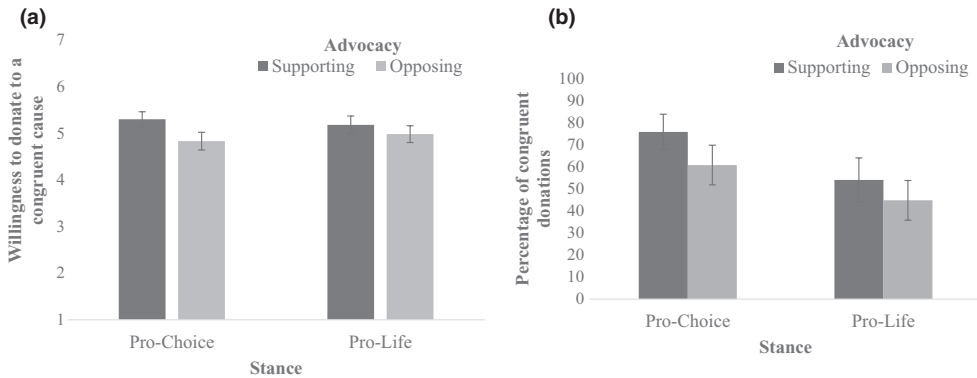 (a)
Advocacy
Supporting Opposing
Willingness to donate to a
congruent cause
7
6
5
4
3
2
1
Pro-Choice Pro-Life
Stance
(b)
Advocacy
Supporting Opposing
Percentage of congruent
donations
100
90
80
70
60
50
40
30
20
10
0
Pro-Choice Pro-Life
Stance